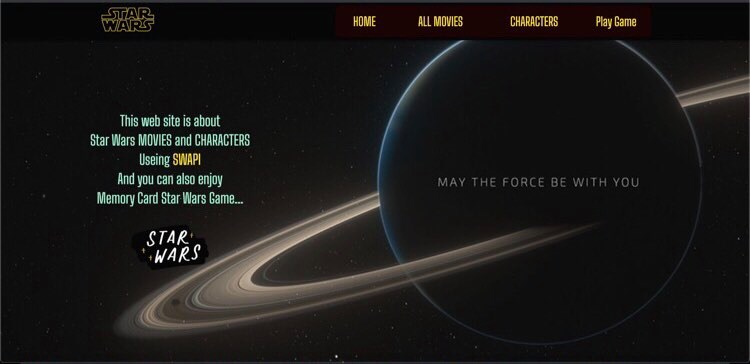 STAR
WARS
HOME
ALL MOVIES
CHARACTERS
Play Game
This web site is about
Star Wars MOVIES and CHARACTERS
Useing SWAPI
And you can also enjoy
Memory Card Star Wars Game...
STAR
WARS
MAY THE FORCE BE WITH YOU